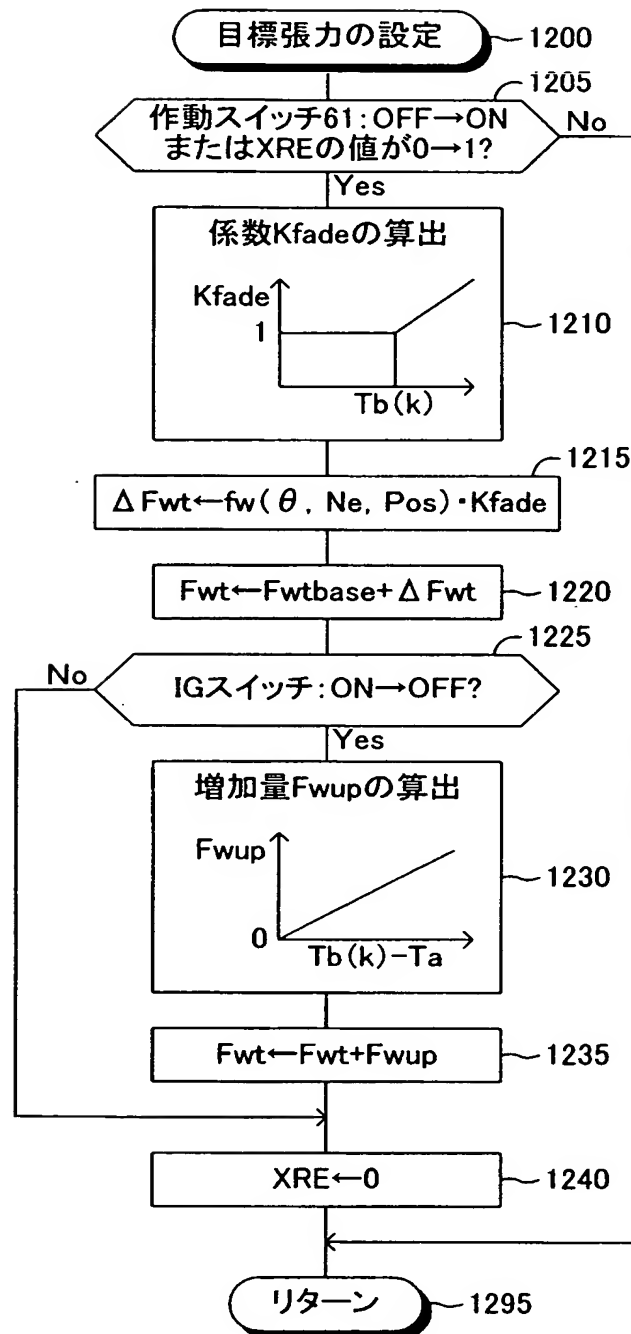 目標張力の設定
1200
1205
作動スイッチ61:OFF→ON
またはXREの値が0→1?
No
Yes
係数Kfadeの算出
Kfade
1
Tb(k)
1210
1215
ΔFwt←fw(θ, Ne, Pos)・Kfade
Fwt←Fwtbase+ΔFwt
1220
1225
No
IGスイッチ:ON→OFF?
Yes
増加量Fwupの算出
Fwup
0
Tb(k)-Ta
1230
Fwt←Fwt+Fwup
1235
XRE←0
1240
リターン
1295